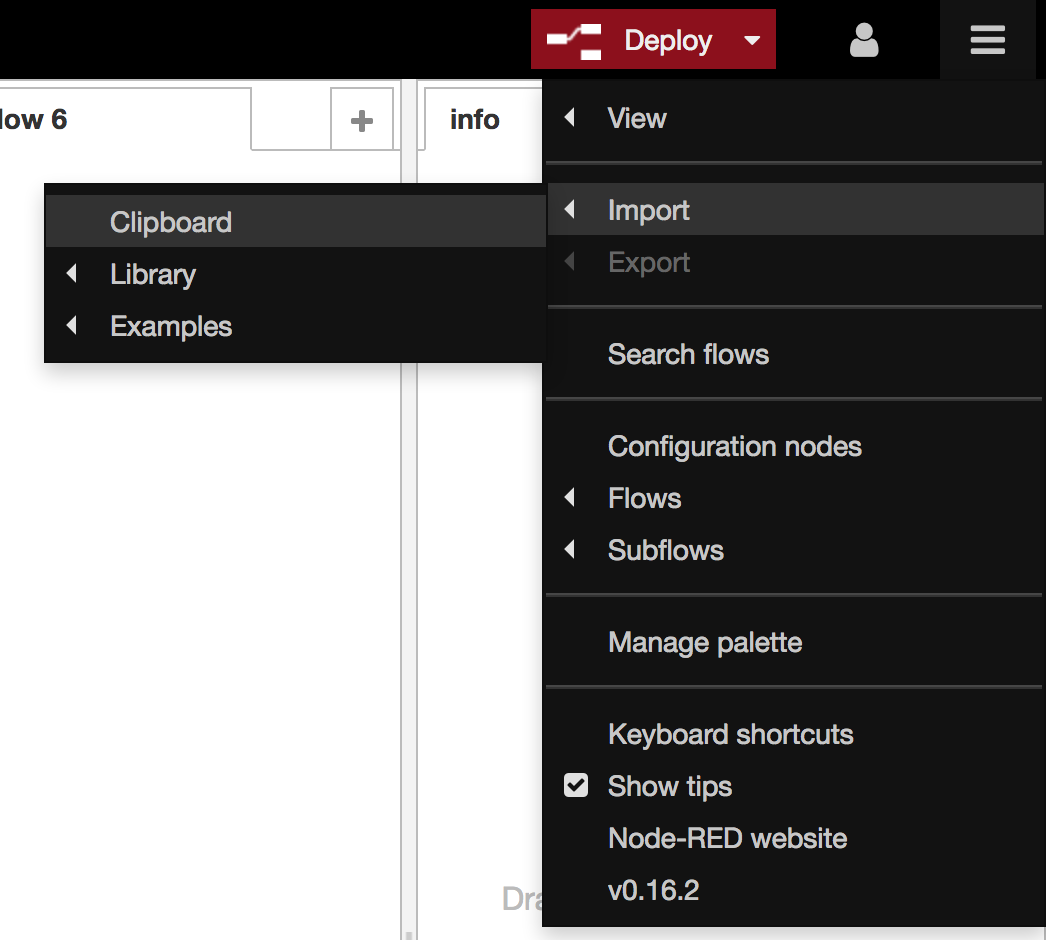 Deploy
low 6
info
View
Import
Export
Clipboard
Library
Examples
Search flows
Configuration nodes
Flows
Subflows
Manage palette
Keyboard shortcuts
Show tips
Node-RED website
v0.16.2
Dra